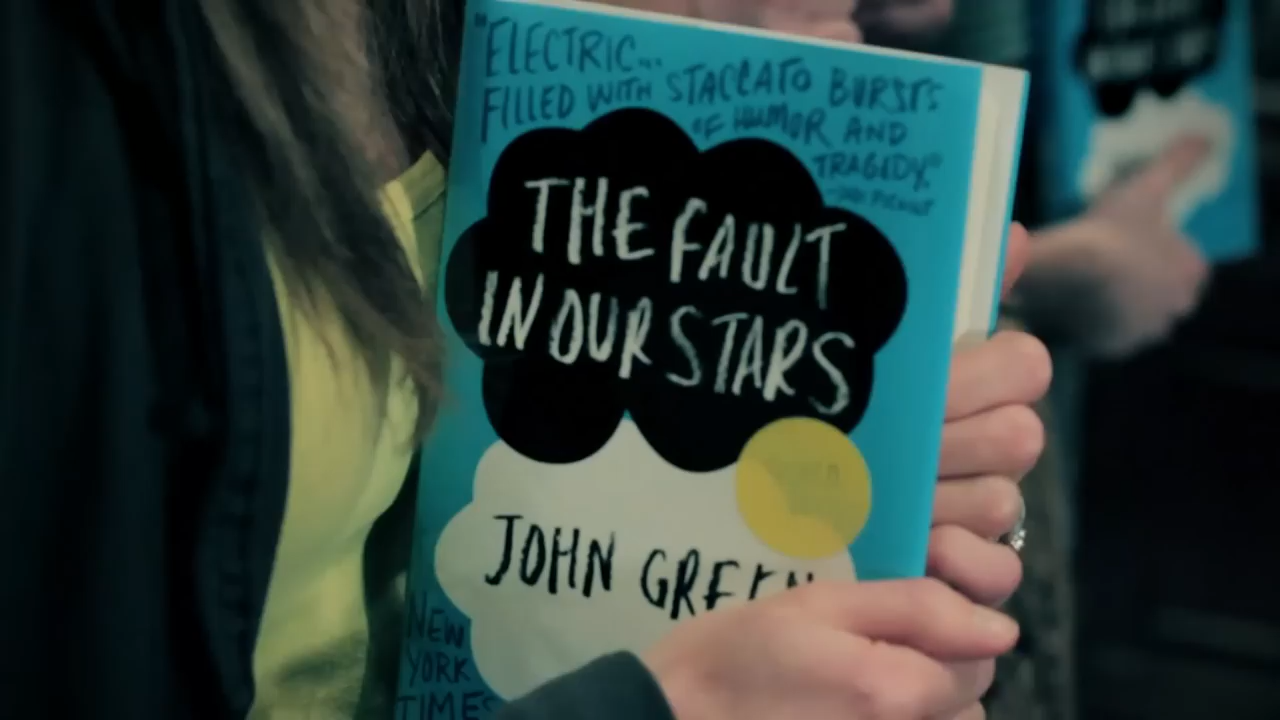 "ELECTRIC...
FILLED WITH STACCATO BURSTS
OF HUMOR AND
TRAGEDY."
THE FAULT
IN OUR STARS
JOHN GREEN
NEW
YORK
TIMES